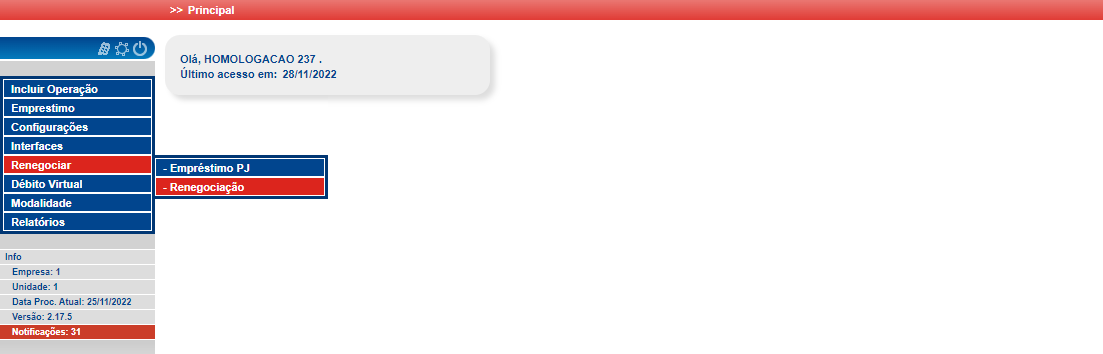 >> Principal
Olá, HOMOLOGACAO 237 .
Último acesso em: 28/11/2022
Incluir Operação
Emprestimo
Configurações
Interfaces
Renegociar
- Empréstimo PJ
- Renegociação
Débito Virtual
Modalidade
Relatórios
Info
Empresa: 1
Unidade: 1
Data Proc. Atual: 25/11/2022
Versão: 2.17.5
Notificações: 31